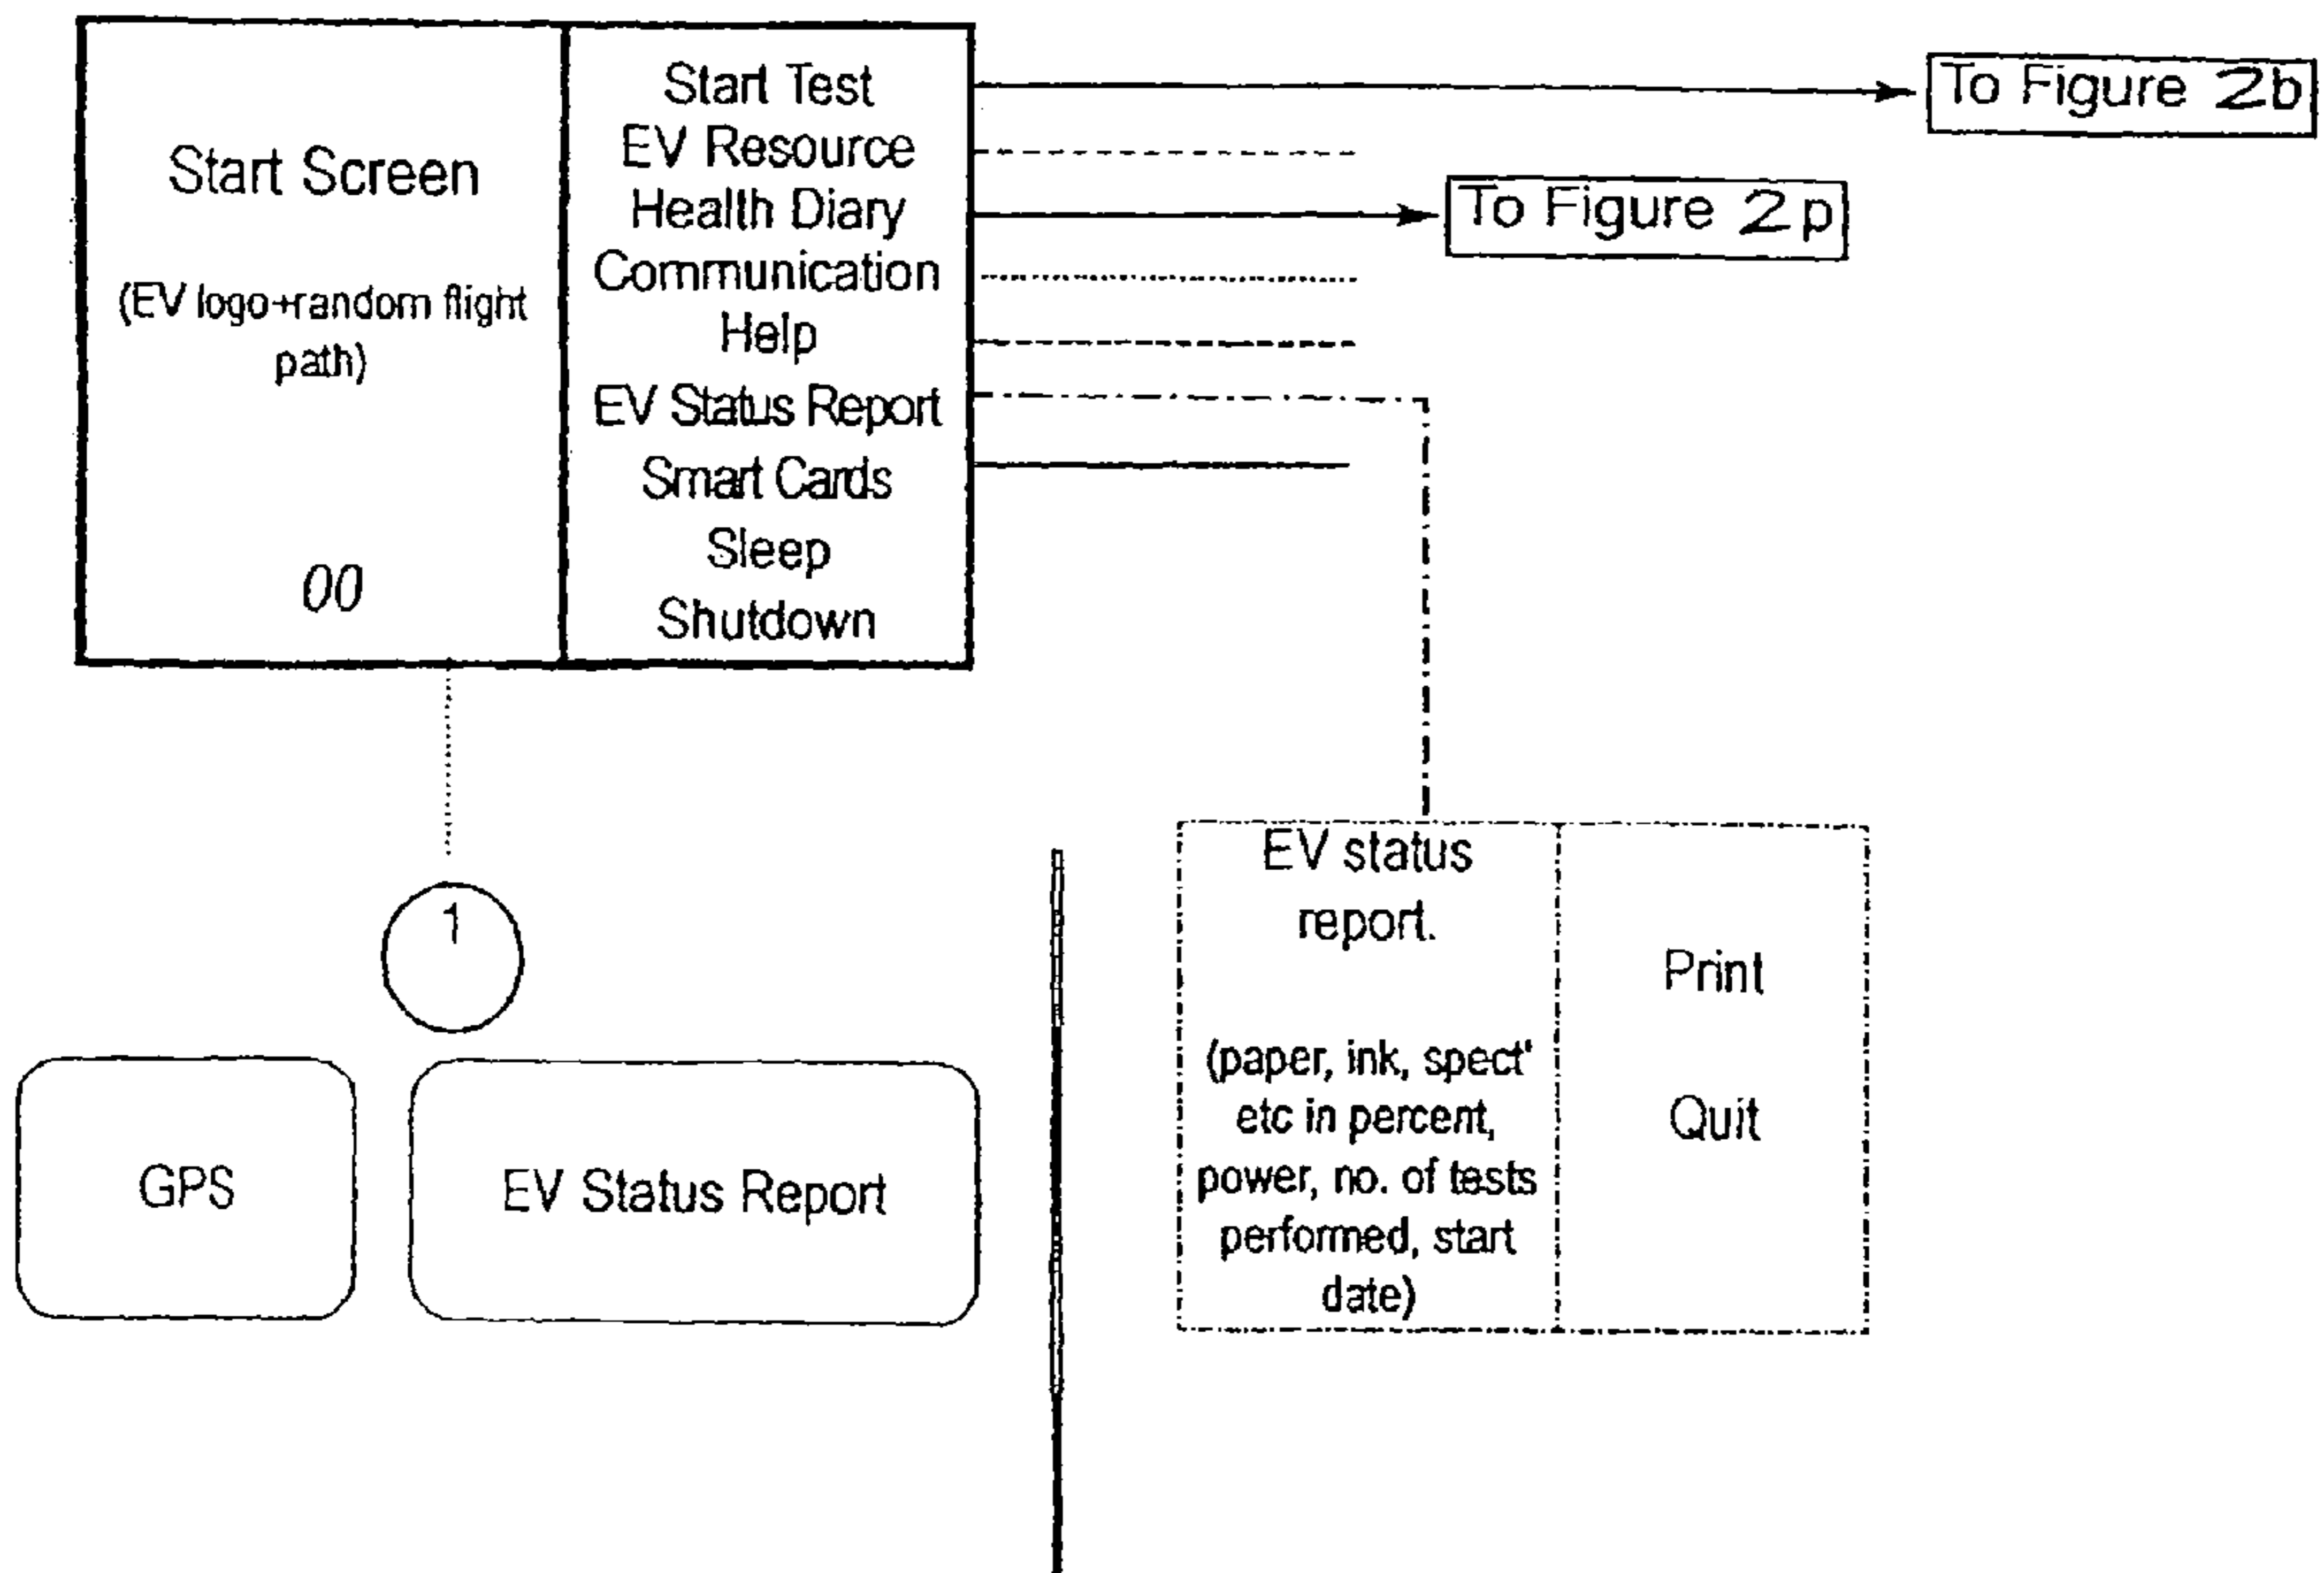 Start Screen
(EV logo+random flight
path)
00
Start Test
EV Resource
Health Diary
Communication
Help
EV Status Report
Smart Cards
Sleep
Shutdown
To Figure 2b
To Figure 2p
1
GPS
EV Status Report
EV status
report.
(paper, ink, spect'
etc in percent,
power, no. of tests
performed, start
date)
Print
Quit